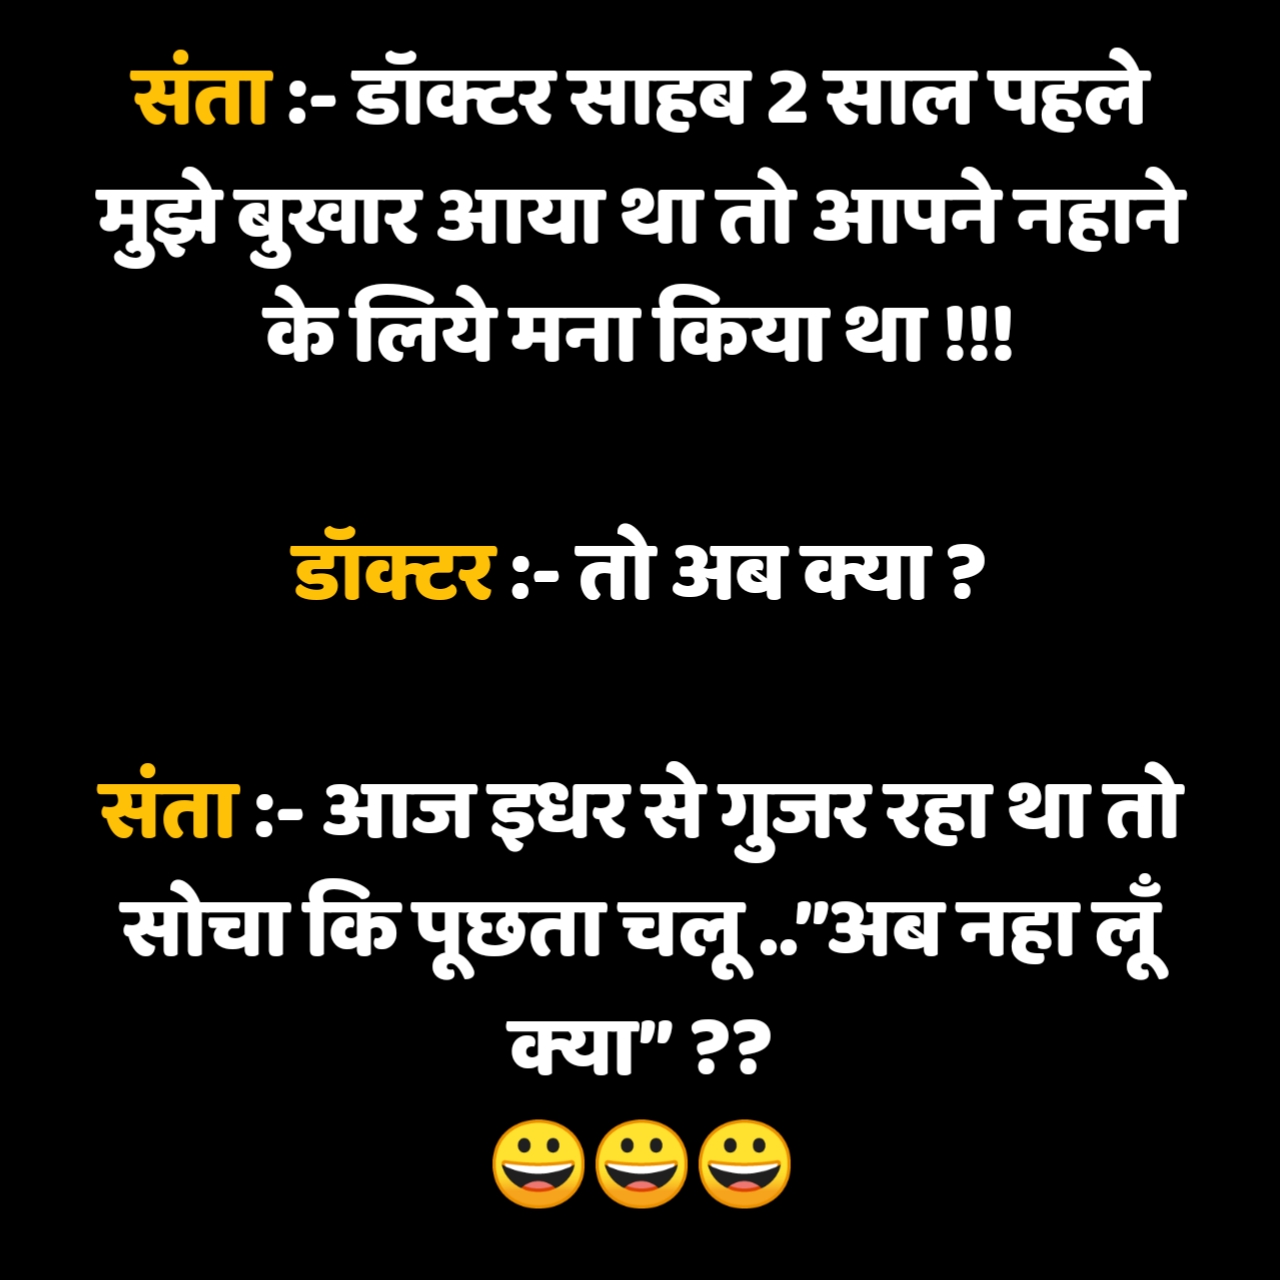 संता :- डॉक्टर साहब 2 साल पहले
मुझे बुखार आया था तो आपने नहाने
के लिये मना किया था !!!
डॉक्टर :- तो अब क्या ?
संता :- आज इधर से गुजर रहा था तो
सोचा कि पूछता चलू ..”अब नहा लूँ
क्या” ??
😀😀😀